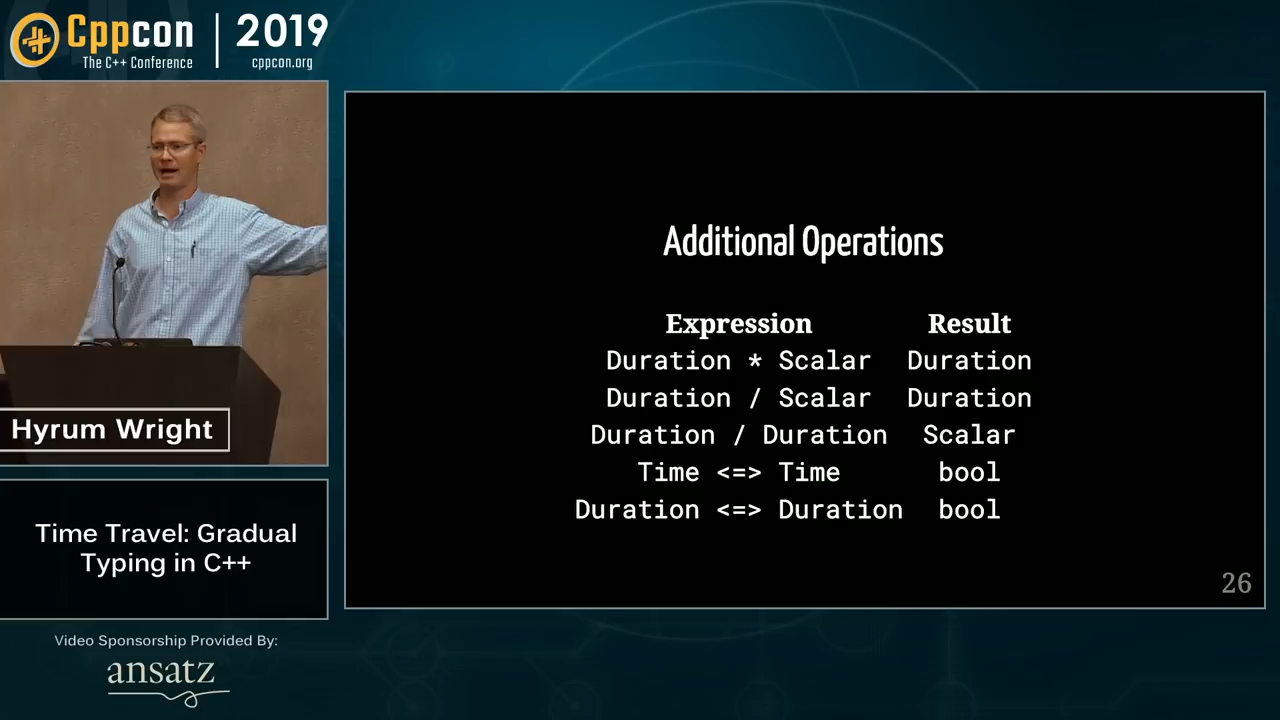 Cppcon | 2019
The C++ Conference cppcon.org
Hyrum Wright
Time Travel: Gradual
Typing in C++
Video Sponsorship Provided By:
ansatz
Additional Operations
Expression Result
Duration * Scalar Duration
Duration / Scalar Duration
Duration / Duration Scalar
Time <=> Time bool
Duration <=> Duration bool
26